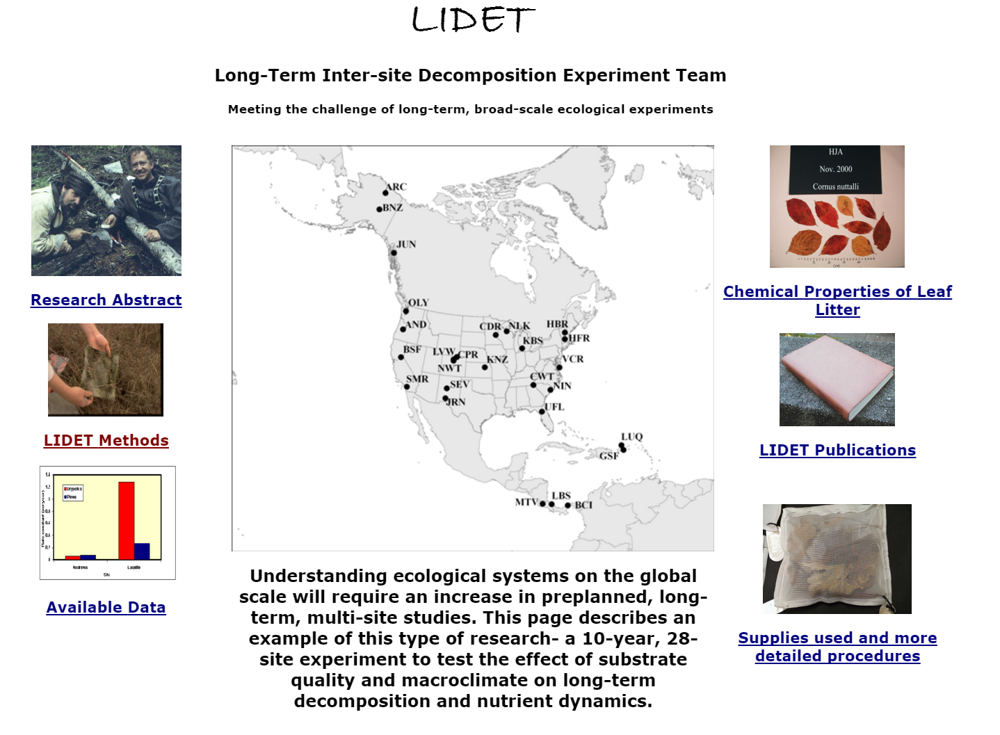 LIDET
Long-Term Inter-site Decomposition Experiment Team
Meeting the challenge of long-term, broad-scale ecological experiments
Research Abstract
LIDET Methods
1.2
1
0
Andrews
Luquillo
Site
Available Data
ARC
BNZ
JUN
OLY
AND
CDR
NLK
HBR
HFR
KBS
BSF
LVW
CPR
NWT
KNZ
VCR
CWT
SMR
SEV
NIN
JRN
UFL
LUQ
GSF
MTV
LBS
BCI
Understanding ecological systems on the global
scale will require an increase in preplanned, long-
term, multi-site studies. This page describes an
example of this type of research- a 10-year, 28-
site experiment to test the effect of substrate
quality and macroclimate on long-term
decomposition and nutrient dynamics.
HJA
Nov. 2000
Cornus nuttalli
Chemical Properties of Leaf
Litter
LIDET Publications
Supplies used and more
detailed procedures